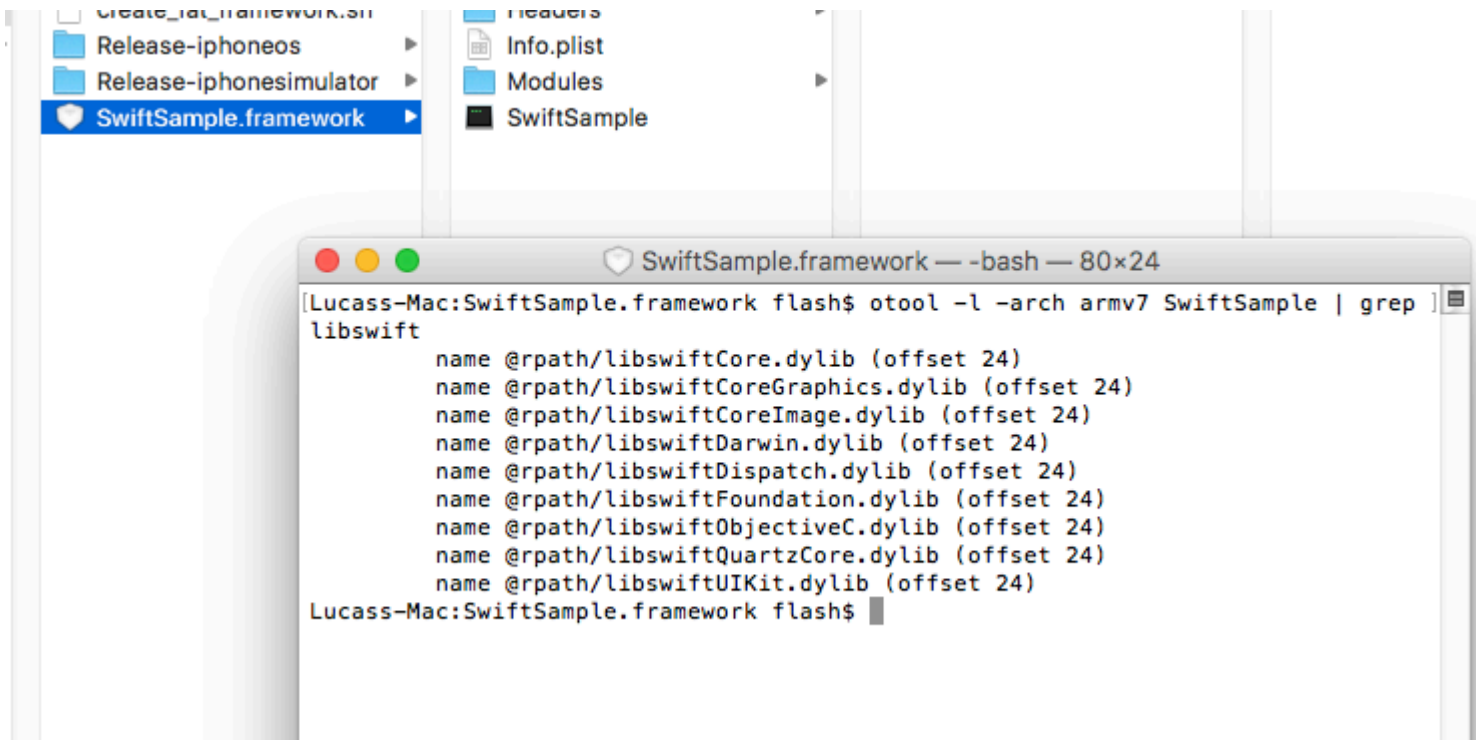 create_fat_framework.sh
Release-iphoneos
Release-iphonesimulator
SwiftSample.framework
Headers
Info.plist
Modules
SwiftSample
SwiftSample.framework — -bash — 80×24
[Lucass-Mac:SwiftSample.framework flash$ otool -l -arch armv7 SwiftSample | grep ]
libswift
name @rpath/libswiftCore.dylib (offset 24)
name @rpath/libswiftCoreGraphics.dylib (offset 24)
name @rpath/libswiftCoreImage.dylib (offset 24)
name @rpath/libswiftDarwin.dylib (offset 24)
name @rpath/libswiftDispatch.dylib (offset 24)
name @rpath/libswiftFoundation.dylib (offset 24)
name @rpath/libswiftObjectiveC.dylib (offset 24)
name @rpath/libswiftQuartzCore.dylib (offset 24)
name @rpath/libswiftUIKit.dylib (offset 24)
Lucass-Mac:SwiftSample.framework flash$